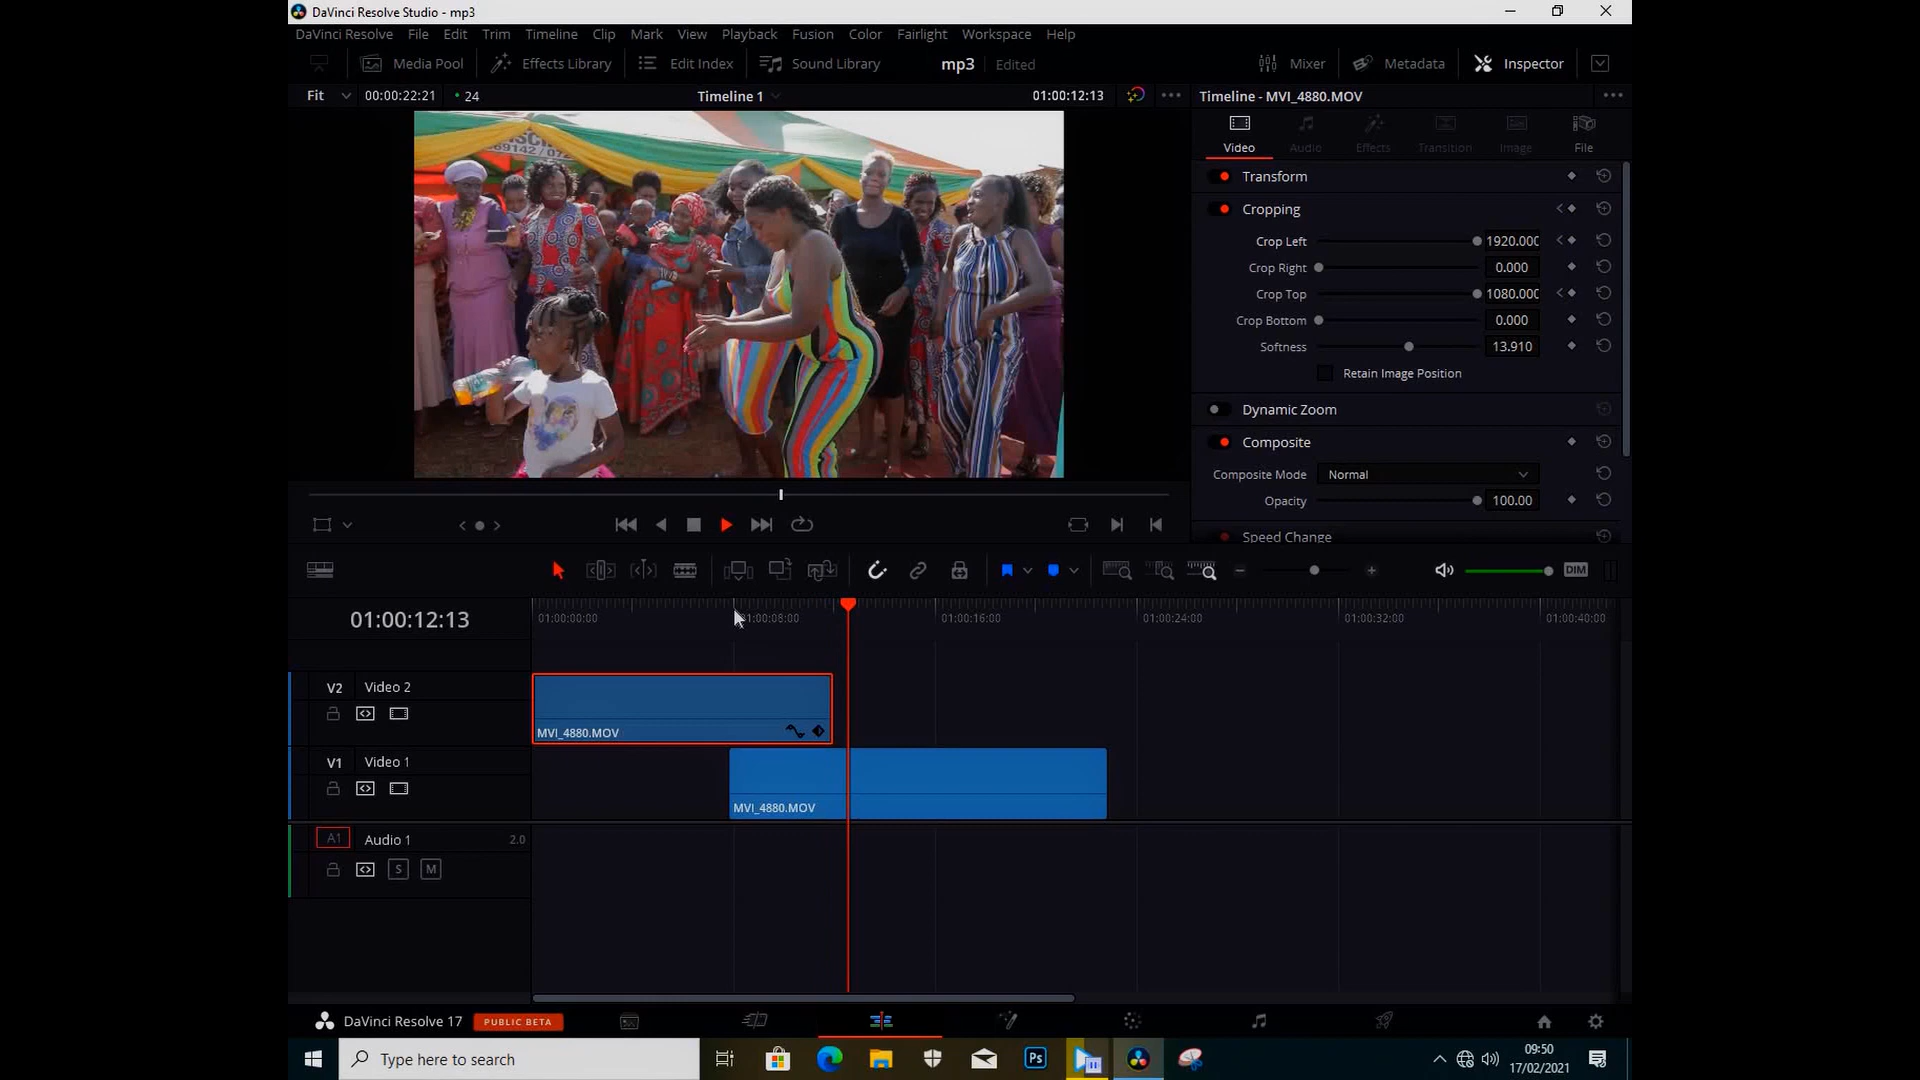 DaVinci Resolve Studio - mp3
DaVinci Resolve File Edit Trim Timeline Clip Mark View Playback Fusion Color Fairlight Workspace Help
Media Pool Effects Library Edit Index Sound Library mp3 Edited Mixer Metadata Inspector
Fit 00:00:22:21 24 Timeline 1 01:00:12:13 Timeline - MVI_4880.MOV
Video Audio Effects Transition Image File
Transform
Cropping
Crop Left 1920.000
Crop Right 0.000
Crop Top 1080.000
Crop Bottom 0.000
Softness 13.910
Retain Image Position
Dynamic Zoom
Composite
Composite Mode Normal
Opacity 100.00
Speed Change
DIM
01:00:12:13 01:00:00:00 01:00:08:00 01:00:16:00 01:00:24:00 01:00:32:00 01:00:40:00
V2 Video 2
MVI_4880.MOV
V1 Video 1
MVI_4880.MOV
A1 Audio 1 2.0
S M
DaVinci Resolve 17 PUBLIC BETA
Type here to search
Ps
09:50
17/02/2021